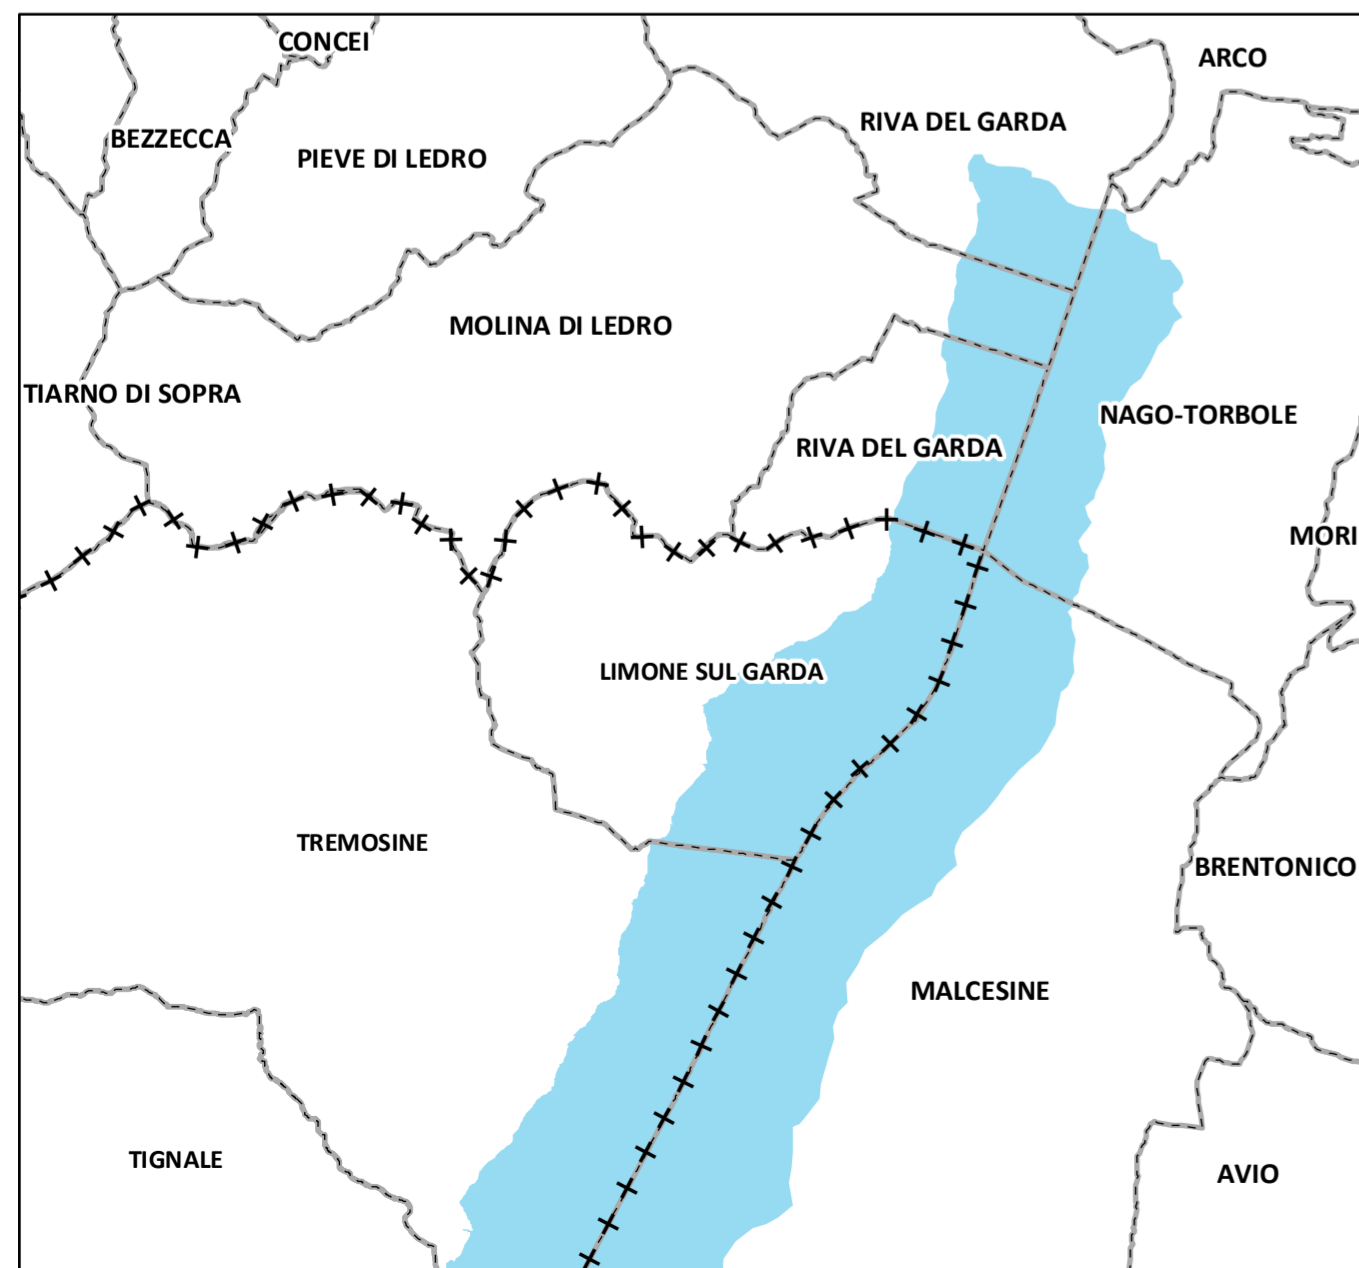 CONCEI
ARCO
RIVA DEL GARDA
BEZZECCA
PIEVE DI LEDRO
MOLINA DI LEDRO
TIARNO DI SOPRA
NAGO-TORBOLE
RIVA DEL GARDA
MORI
LIMONE SUL GARDA
TREMOSINE
BRENTONICO
MALCESINE
TIGNALE
AVIO